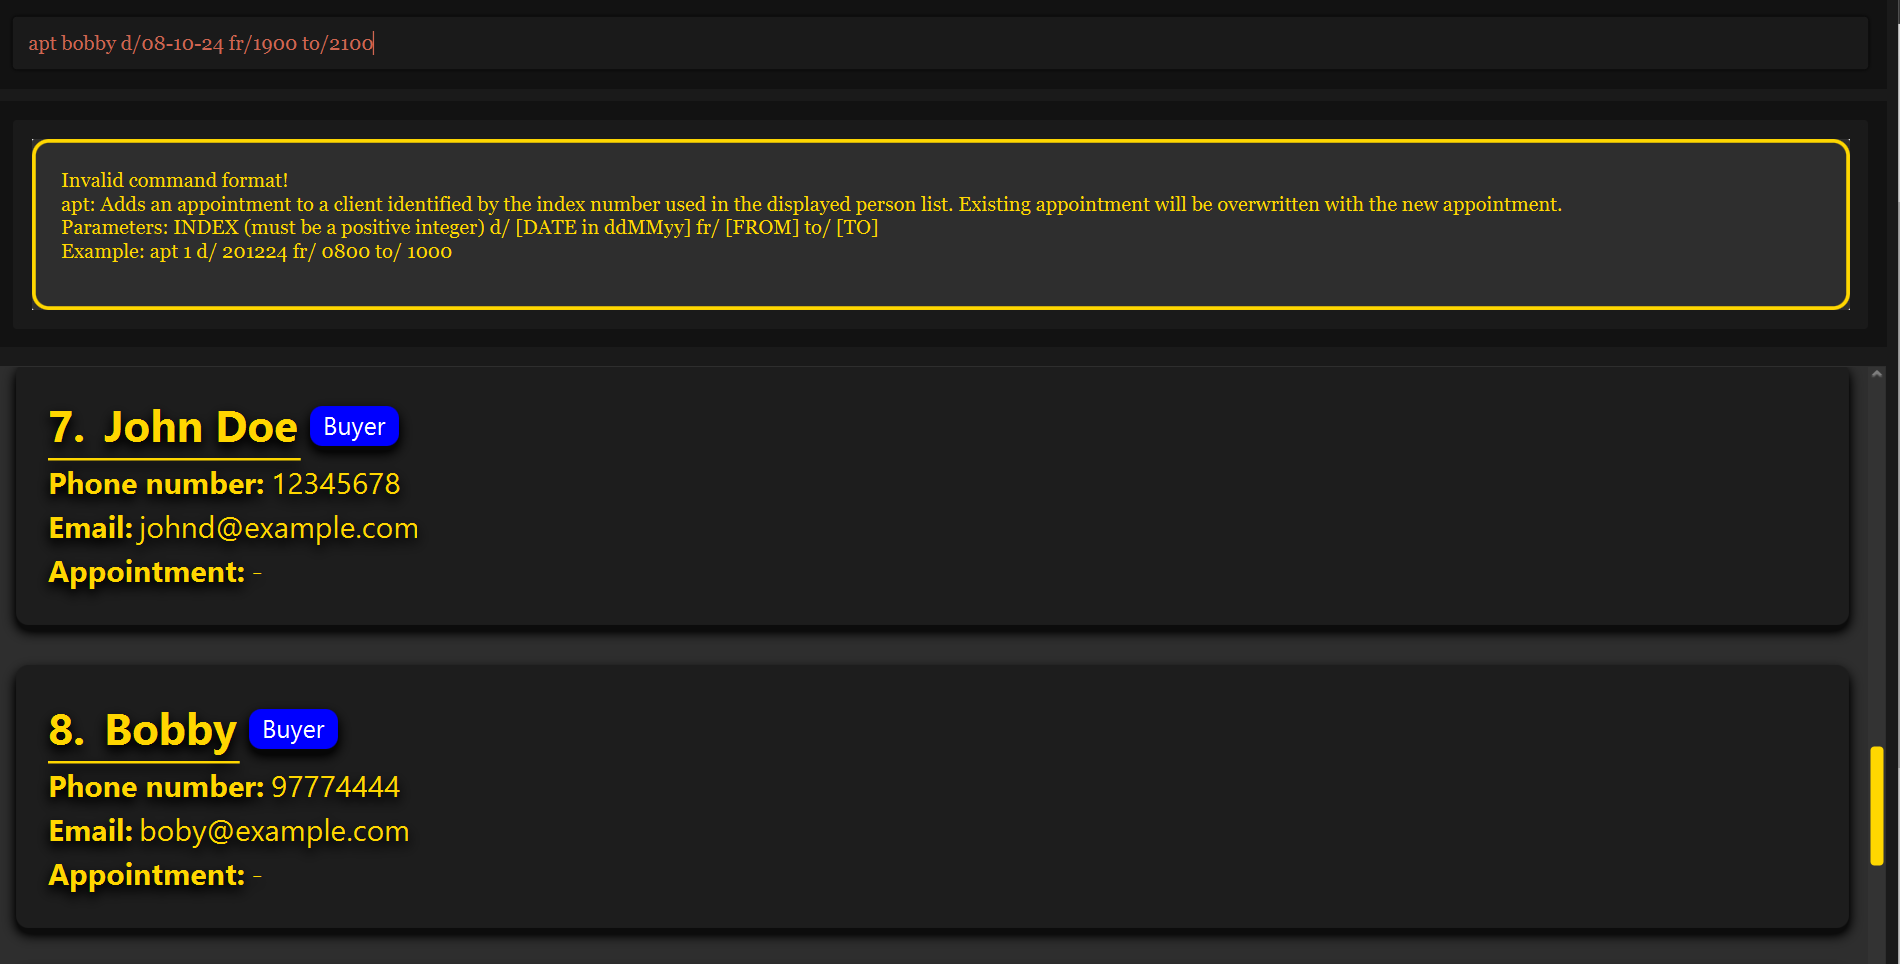 apt bobby d/08-10-24 fr/1900 to/2100
Invalid command format!
apt: Adds an appointment to a client identified by the index number used in the displayed person list. Existing appointment will be overwritten with the new appointment.
Parameters: INDEX (must be a positive integer) d/ [DATE in ddMMyy] fr/ [FROM] to/ [TO]
Example: apt 1 d/ 201224 fr/ 0800 to/ 1000
7. John Doe Buyer
Phone number: 12345678
Email: johnd@example.com
Appointment: -
8. Bobby Buyer
Phone number: 97774444
Email: boby@example.com
Appointment: -